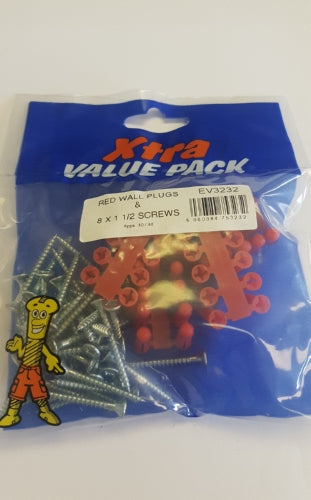 Xtra
VALUE PACK
RED WALL PLUGS EV3232
&
8 X 1 1/2 SCREWS